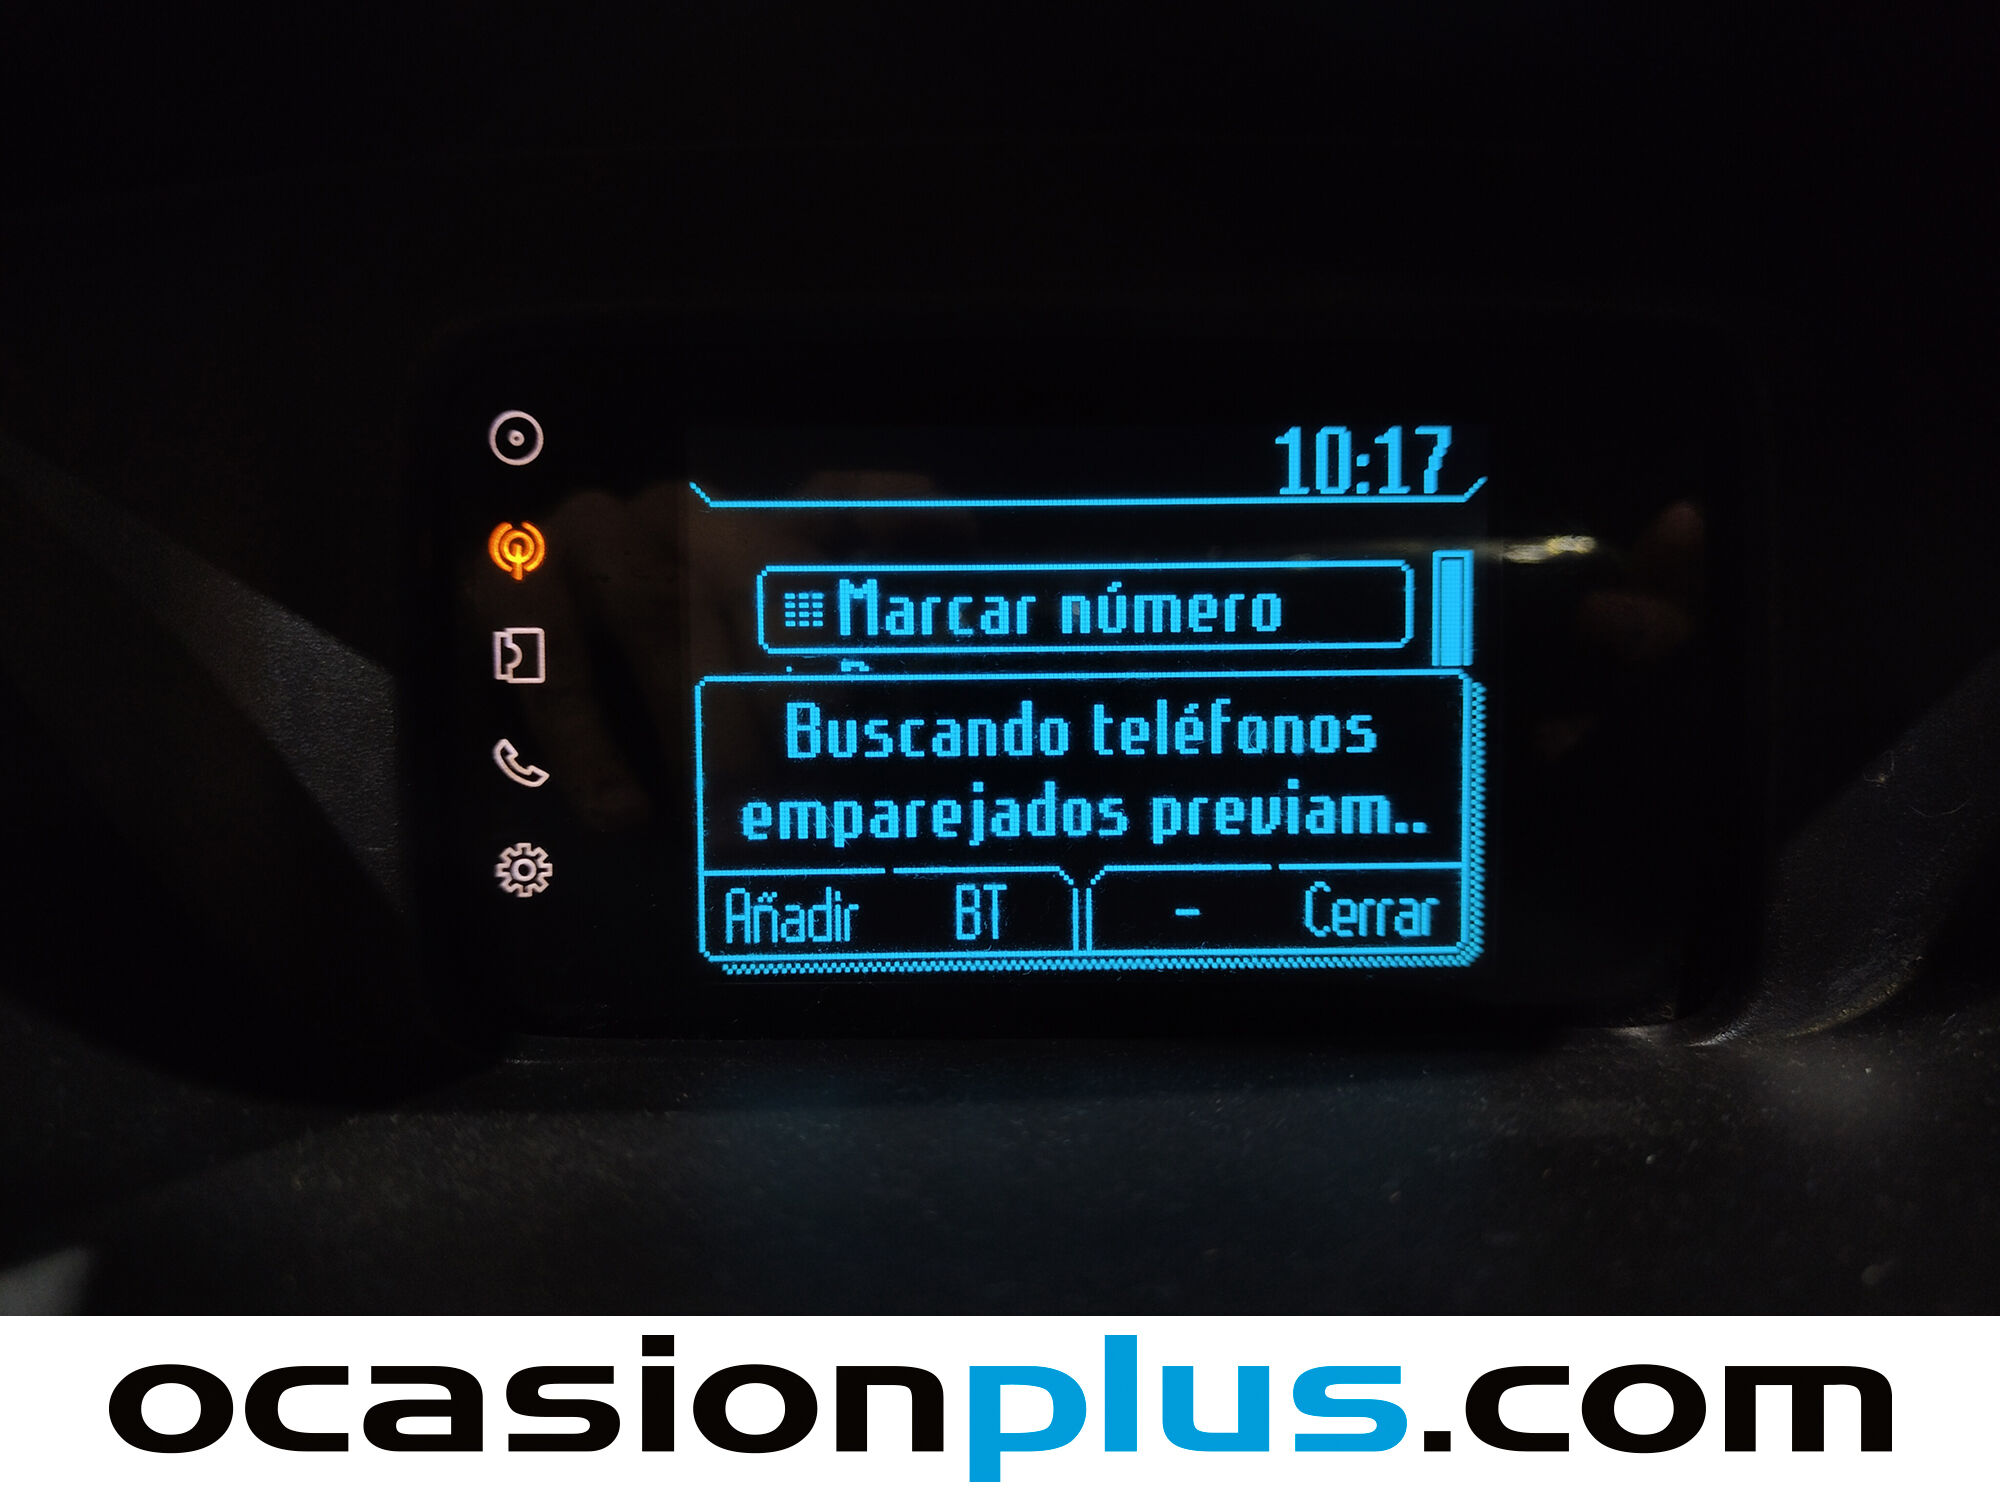 10:17
Marcar número
Buscando teléfonos
emparejados previam..
Añadir BT - Cerrar
ocasionplus.com